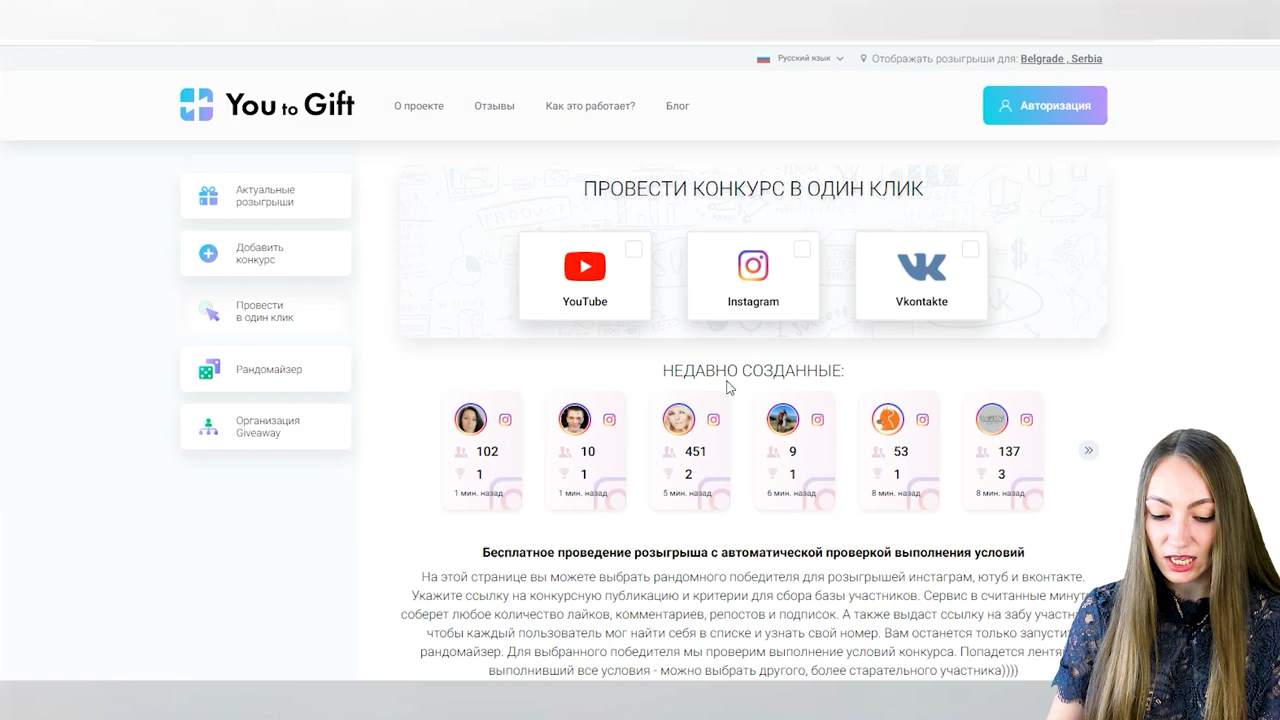 Русский язык
Отображать розыгрыши для: Belgrade , Serbia
You to Gift
О проекте
Отзывы
Как это работает?
Блог
Авторизация
Актуальные
розыгрыши
Добавить
конкурс
Провести
в один клик
Рандомайзер
Организация
Giveaway
ПРОВЕСТИ КОНКУРС В ОДИН КЛИК
PRODUCT
YouTube
Instagram
Vkontakte
НЕДАВНО СОЗДАННЫЕ:
102
1
1 мин. назад
10
1
1 мин. назад
451
2
5 мин. назад
9
1
6 мин. назад
53
1
8 мин. назад
137
3
8 мин. назад
Бесплатное проведение розыгрыша с автоматической проверкой выполнения условий
На этой странице вы можете выбрать рандомного победителя для розыгрышей инстаграм, ютуб и вконтакте.
Укажите ссылку на конкурсную публикацию и критерии для сбора базы участников. Сервис в считанные минут
соберет любое количество лайков, комментариев, репостов и подписок. А также выдаст ссылку на забу участн
чтобы каждый пользователь мог найти себя в списке и узнать свой номер. Вам останется только запусти
рандомайзер. Для выбранного победителя мы проверим выполнение условий конкурса. Попадется лентя
выполнивший все условия - можно выбрать другого, более старательного участника))))